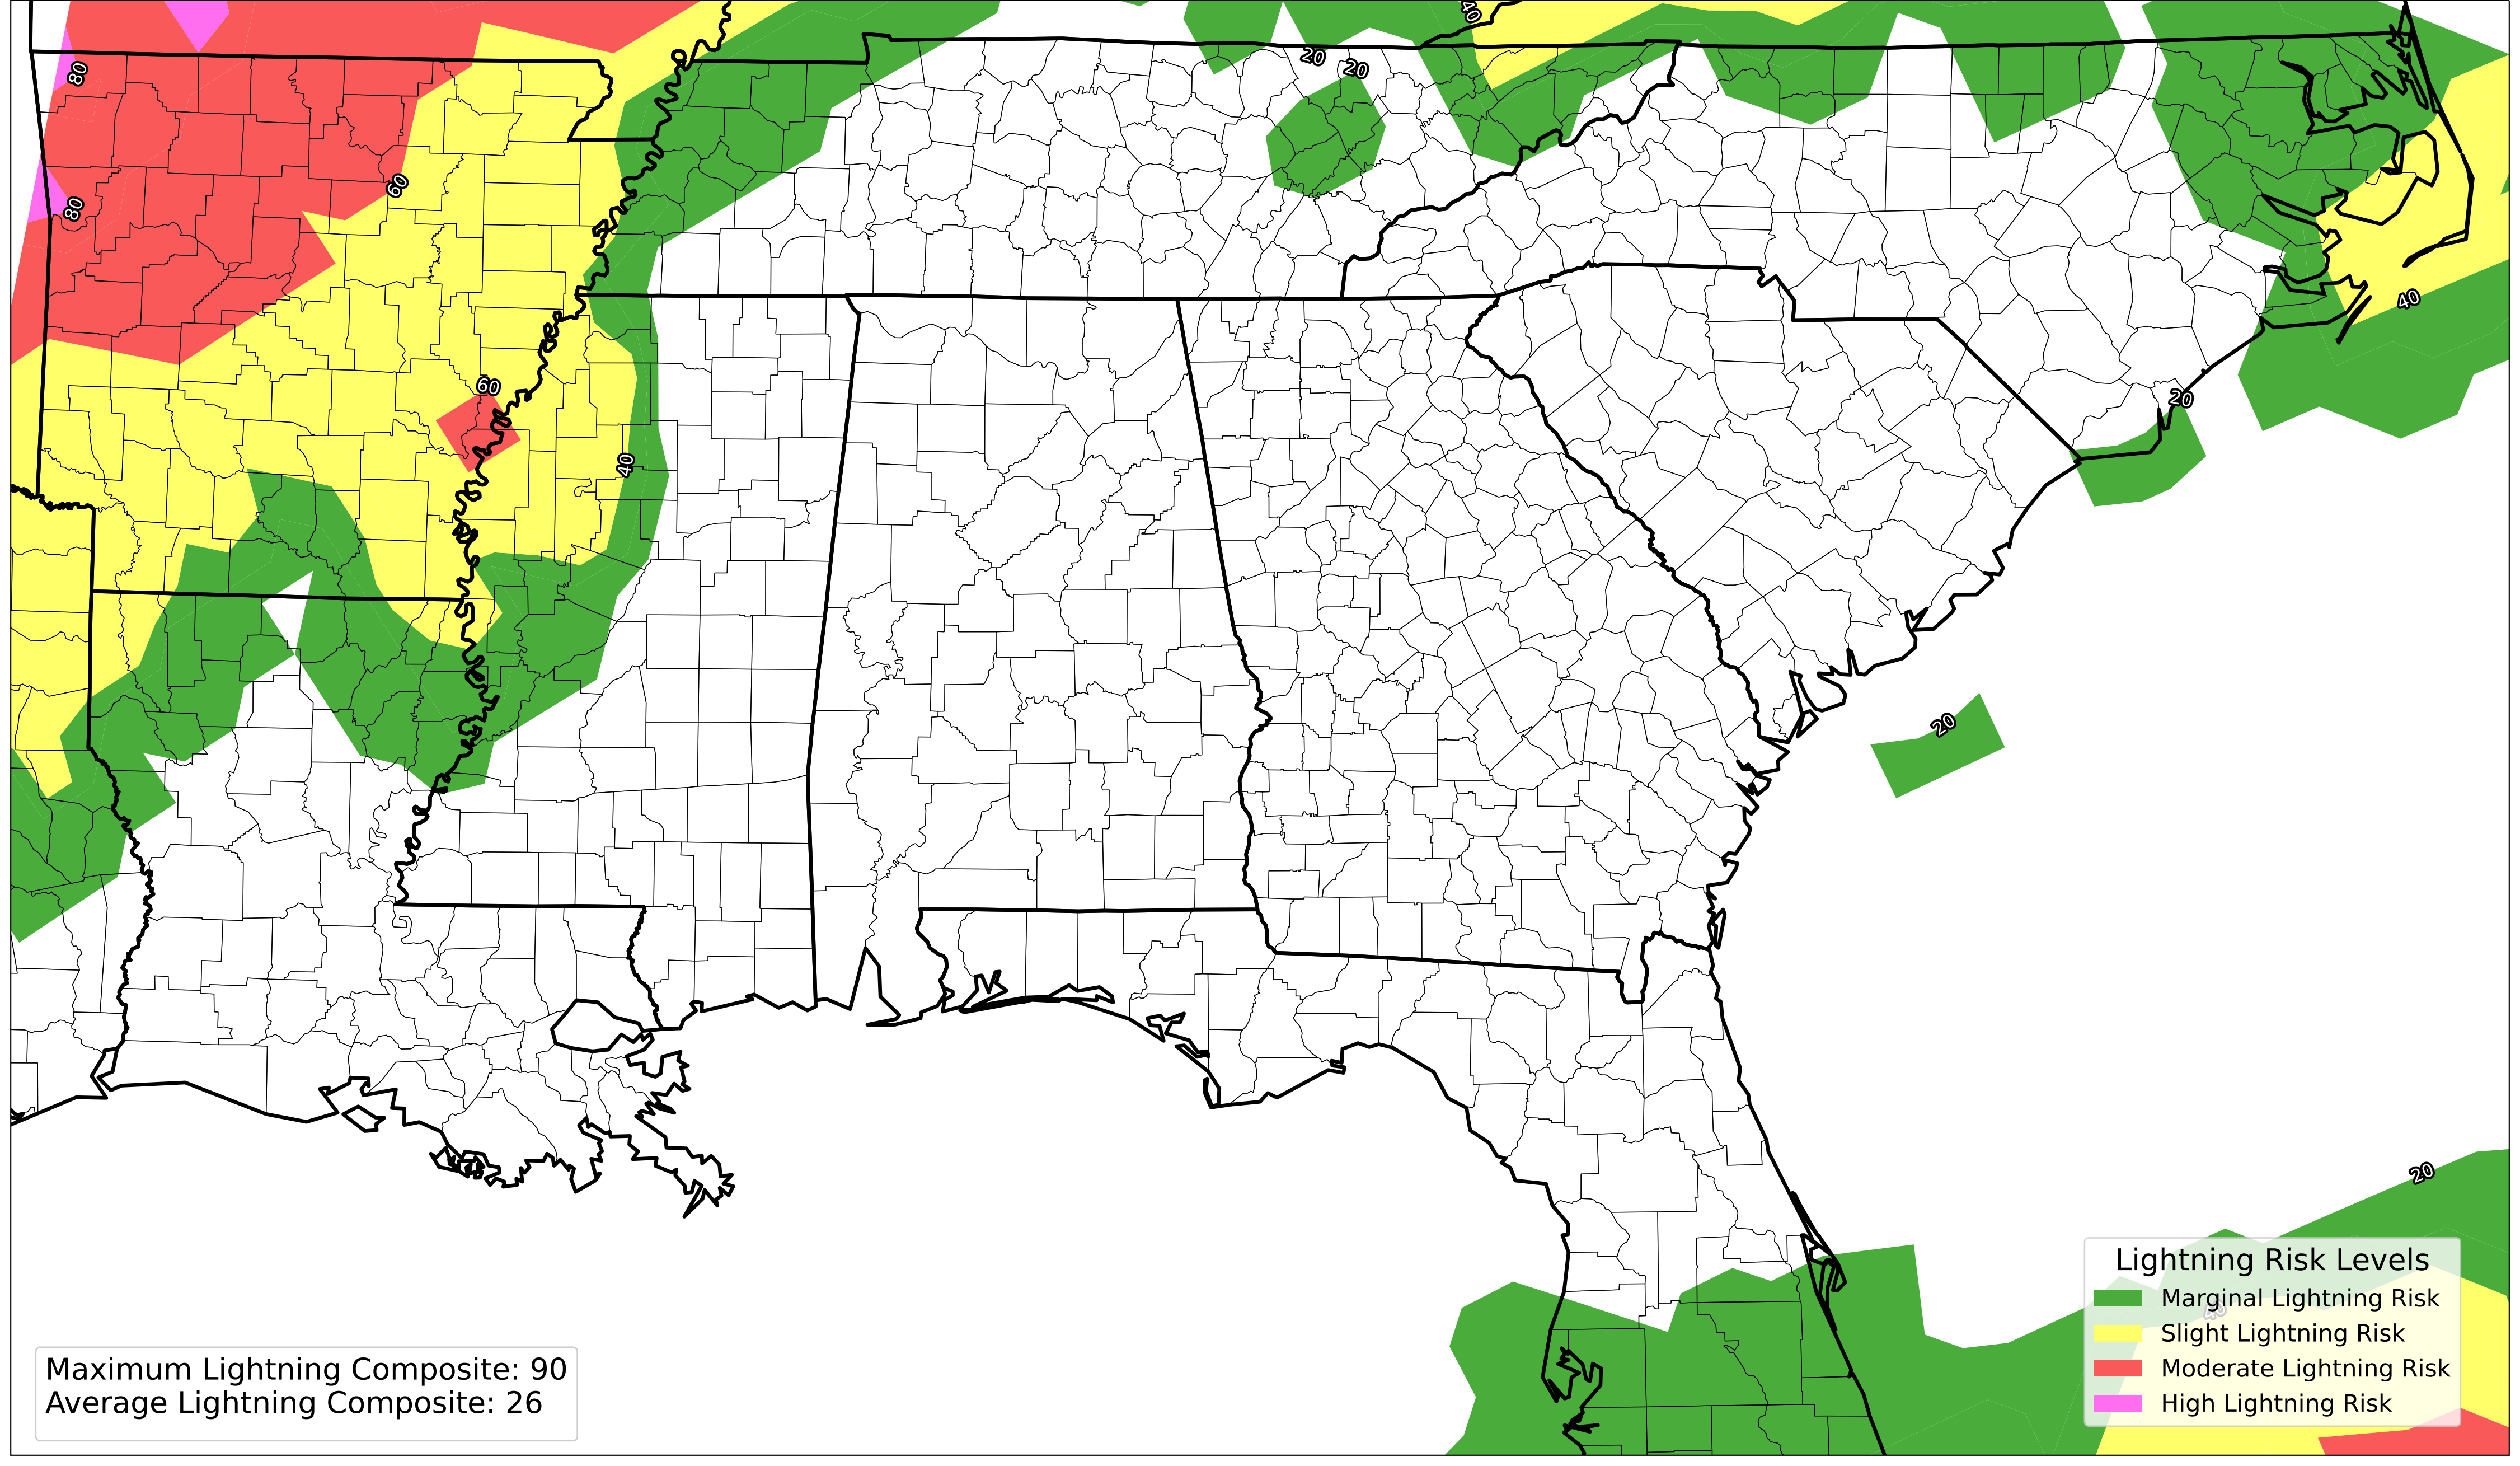 40
20
20
80
60
80
40
60
20
40
20
20
40
Lightning Risk Levels
Marginal Lightning Risk
Slight Lightning Risk
Moderate Lightning Risk
High Lightning Risk
Maximum Lightning Composite: 90
Average Lightning Composite: 26